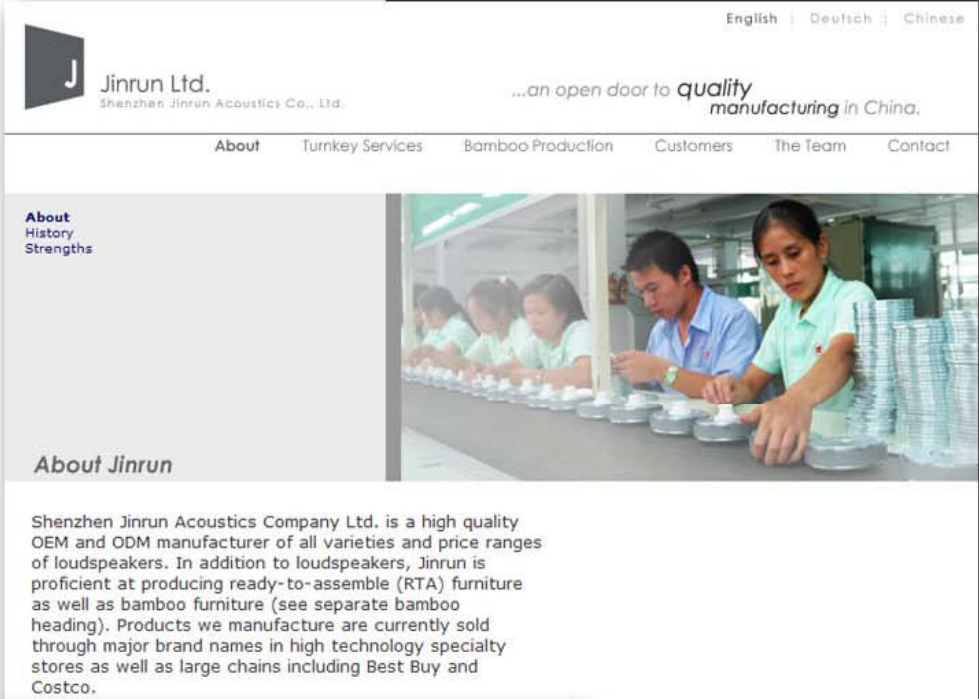 English : Deutsch : Chinese
J
Jinrun Ltd.
Shenzhen Jinrun Acoustics Co., Ltd.
...an open door to quality
manufacturing in China.
About Turnkey Services Bamboo Production Customers The Team Contact
About
History
Strengths
About Jinrun
Shenzhen Jinrun Acoustics Company Ltd. is a high quality
OEM and ODM manufacturer of all varieties and price ranges
of loudspeakers. In addition to loudspeakers, Jinrun is
proficient at producing ready-to-assemble (RTA) furniture
as well as bamboo furniture (see separate bamboo
heading). Products we manufacture are currently sold
through major brand names in high technology specialty
stores as well as large chains including Best Buy and
Costco.